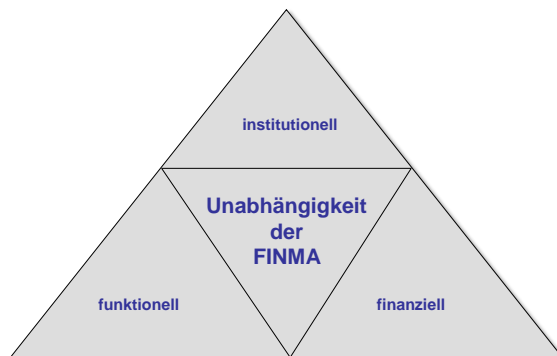 institutionell
Unabhängigkeit
der
FINMA
funktionell
finanziell